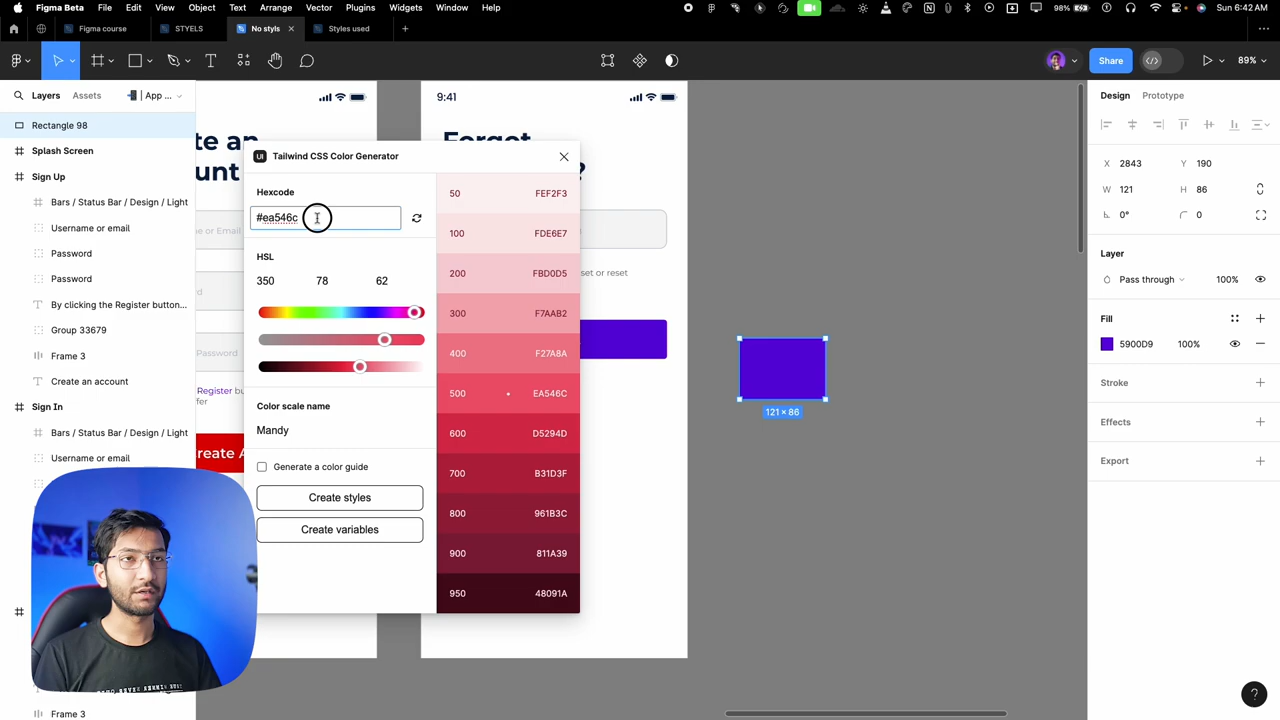 Figma Beta File Edit View Object Text Arrange Vector Plugins Widgets Window Help
98% Sun 6:42 AM
Figma course STYELS No styls Styles used
Share 89%
Layers Assets | App ...
Design Prototype
Rectangle 98
Splash Screen
Sign Up
Bars / Status Bar / Design / Light
Username or email
Password
Password
By clicking the Register button...
Group 33679
Frame 3
Create an account
Sign In
Bars / Status Bar / Design / Light
Username or email
Frame 3
9:41
Forgot
?
Register bu
fer
Password
set or reset
reate A
Tailwind CSS Color Generator
Hexcode
#ea546c
HSL
350 78 62
Color scale name
Mandy
Generate a color guide
Create styles
Create variables
50 FEF2F3
100 FDE6E7
200 FBD0D5
300 F7AAB2
400 F27A8A
500 EA546C
600 D5294D
700 B31D3F
800 961B3C
900 811A39
950 48091A
121 × 86
X 2843 Y 190
W 121 H 86
0° 0
Layer
Pass through 100%
Fill
5900D9 100%
Stroke
Effects
Export
?